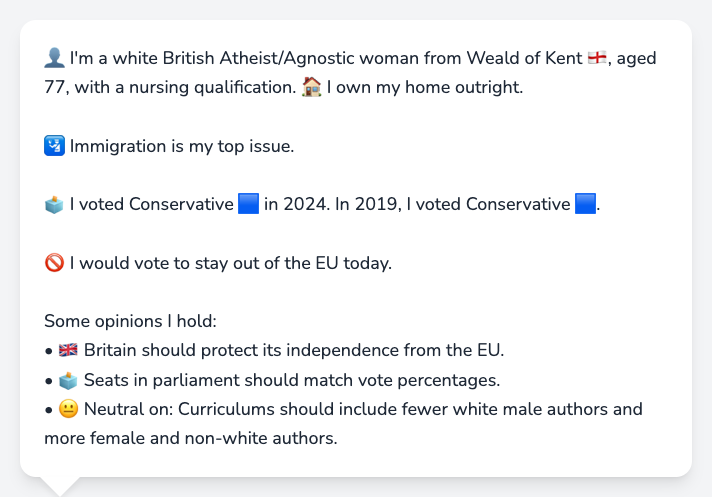 👤 I'm a white British Atheist/Agnostic woman from Weald of Kent 🏴󠁧󠁢󠁥󠁮󠁧󠁿, aged
77, with a nursing qualification. 🏠 I own my home outright.
🛂 Immigration is my top issue.
🗳️ I voted Conservative 🟦 in 2024. In 2019, I voted Conservative 🟦.
🚫 I would vote to stay out of the EU today.
Some opinions I hold:
• 🇬🇧 Britain should protect its independence from the EU.
• 🗳️ Seats in parliament should match vote percentages.
• 😐 Neutral on: Curriculums should include fewer white male authors and
more female and non-white authors.